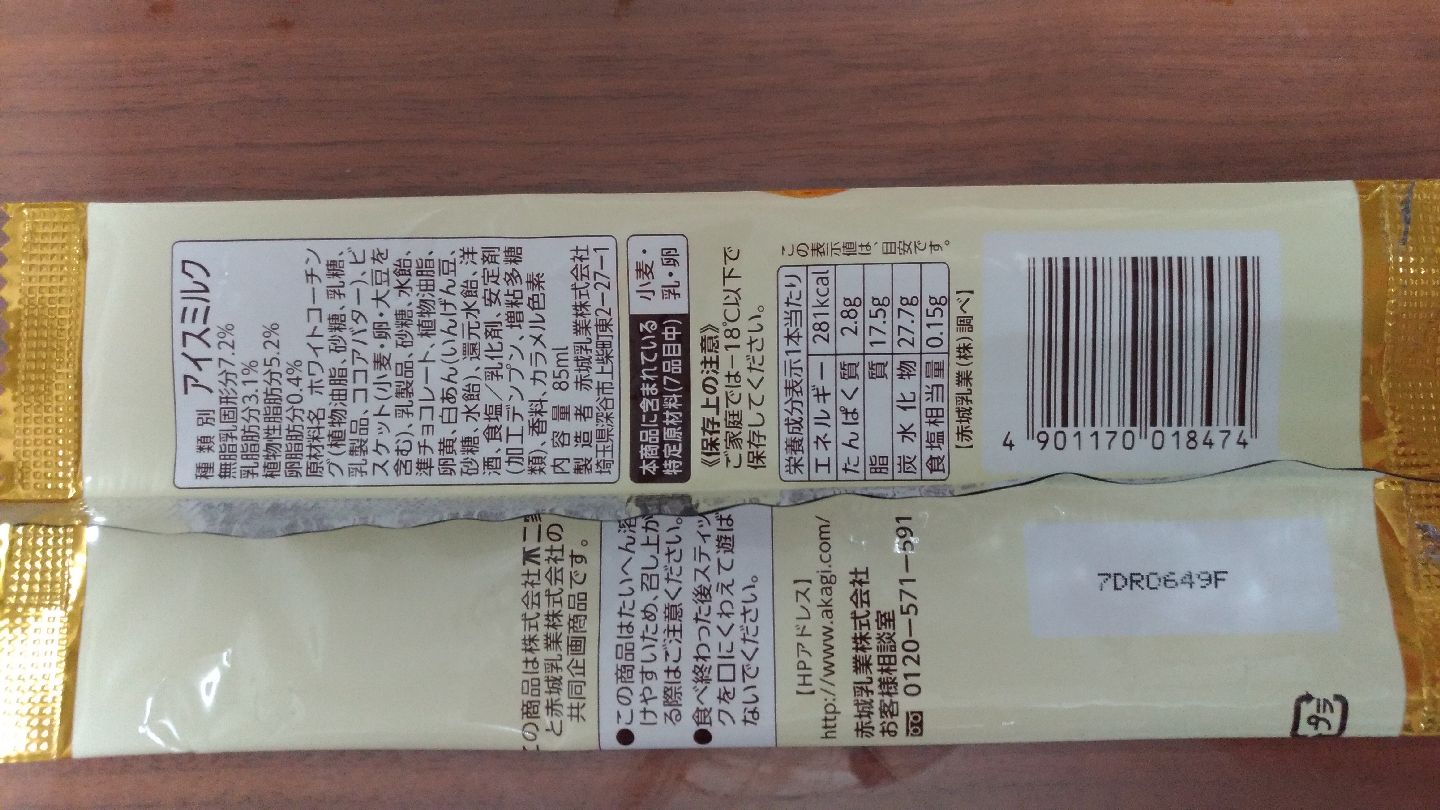 種類別 アイスミルク
無脂乳固形分7.2%
乳脂肪分3.1%
植物性脂肪分5.2%
卵脂肪分0.4%
原材料名 ホワイトコーチン
グ(植物油脂、砂糖、乳糖、
乳製品、ココアバター)、ビ
スケット(小麦・卵・大豆を
含む)、乳製品、砂糖、水飴、
準チョコレート、植物油脂、
卵黄、白あん(いんげん豆、
砂糖、水飴)、還元水飴、洋
酒、食塩/乳化剤、安定剤
(加工デンプン、増粘多糖
類)、香料、カラメル色素
内容量 85ml
製造者 赤城乳業株式会社
埼玉県深谷市上柴町東2-27-1
本商品に含まれている
特定原材料(7品目中)
小麦・
乳・卵
《保存上の注意》
ご家庭では-18℃以下で
保存してください。
栄養成分表示1本当たり
エネルギー 281kcal
たんぱく質 2.8g
脂質 17.5g
炭水化物 27.7g
食塩相当量 0.15g
この表示値は、目安です。
【赤城乳業(株)調べ】
4 901170 018474
この商品は株式会社不二家
と赤城乳業株式会社の
共同企画商品です。
●この商品はたいへん溶
けやすいため、召し上が
る際はご注意ください。
●食べ終わった後スティッ
クを口にくわえて遊ば
ないでください。
【HPアドレス】
http://www.akagi.com/
赤城乳業株式会社
お客様相談室
0120-571-591
7DR0649F
プラ